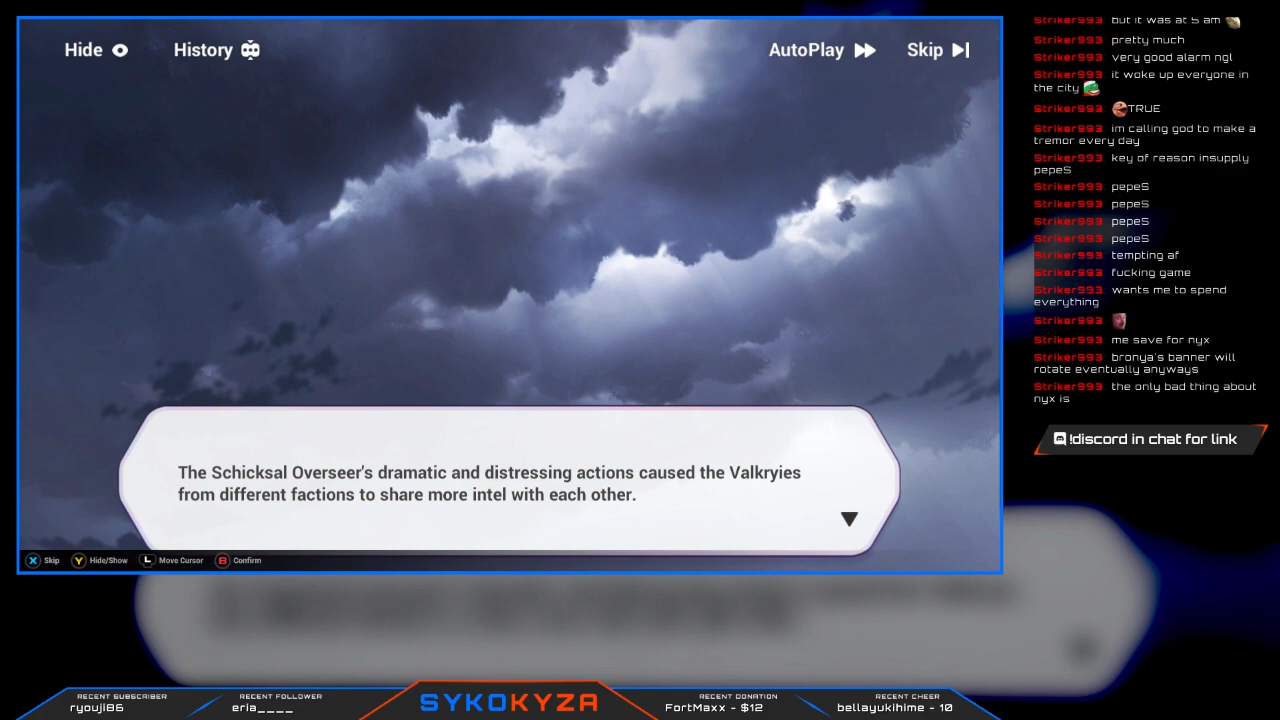 Hide
History
AutoPlay
Skip
The Schicksal Overseer's dramatic and distressing actions caused the Valkryies
from different factions to share more intel with each other.
X Skip Y Hide/Show L Move Cursor B Confirm
Striker993 but it was at 5 am
Striker993 pretty much
Striker993 very good alarm ngl
Striker993 it woke up everyone in
the city
Striker993 TRUE
Striker993 im calling god to make a
tremor every day
Striker993 key of reason insupply
pepeS
Striker993 pepeS
Striker993 pepeS
Striker993 pepeS
Striker993 pepeS
Striker993 tempting af
Striker993 fucking game
Striker993 wants me to spend
everything
Striker993
Striker993 me save for nyx
Striker993 bronya's banner will
rotate eventually anyways
Striker993 the only bad thing about
nyx is
!discord in chat for link
RECENT SUBSCRIBER
ryouji86
RECENT FOLLOWER
eria____
SYKOKYZA
RECENT DONATION
FortMaxx - $12
RECENT CHEER
bellayukihime - 10